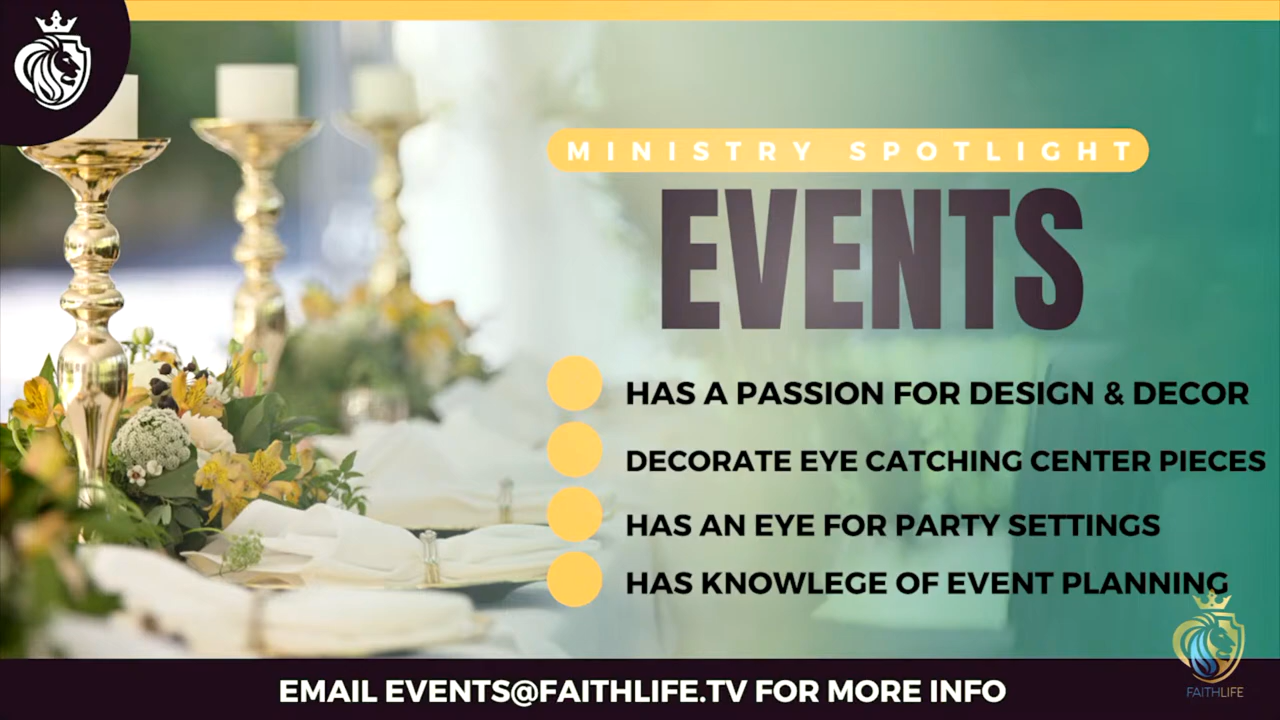 MINISTRY SPOTLIGHT
EVENTS
HAS A PASSION FOR DESIGN & DECOR
DECORATE EYE CATCHING CENTER PIECES
HAS AN EYE FOR PARTY SETTINGS
HAS KNOWLEGE OF EVENT PLANNING
FAITHLIFE
EMAIL EVENTS@FAITHLIFE.TV FOR MORE INFO